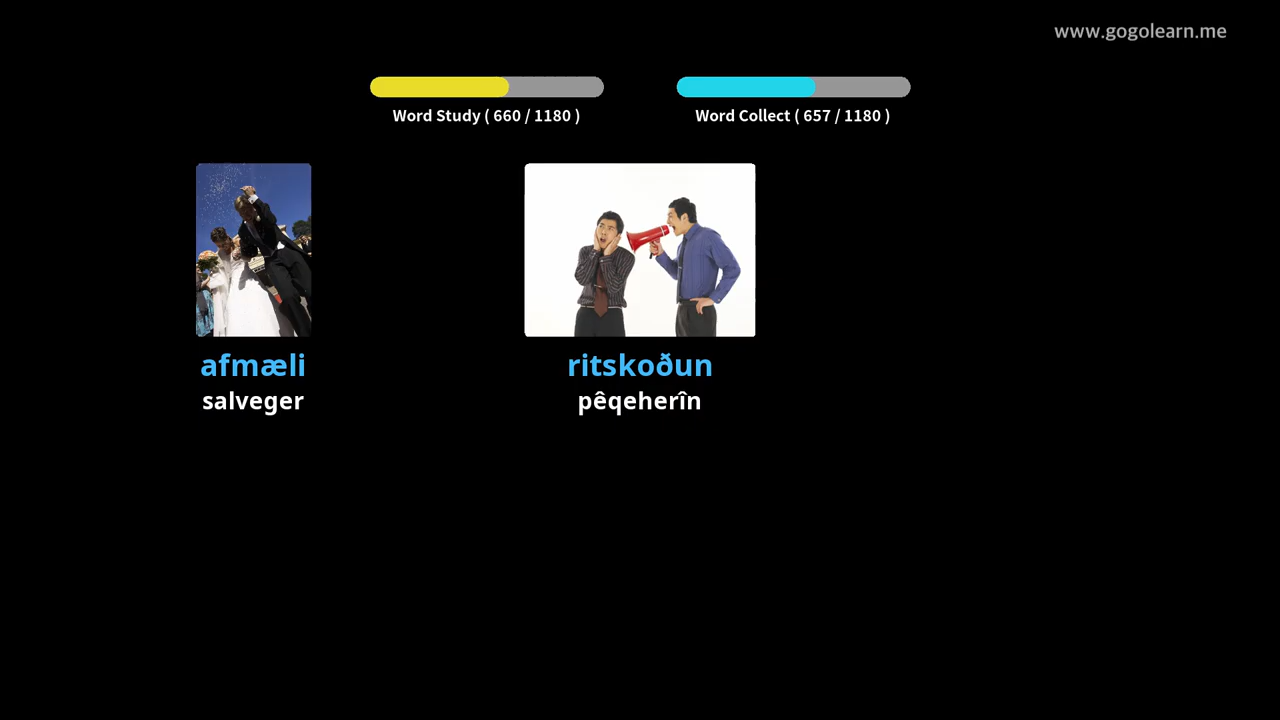 www.gogolearn.me
Word Study ( 660 / 1180 )
Word Collect ( 657 / 1180 )
afmæli
salveger
ritskoðun
pêqeherîn